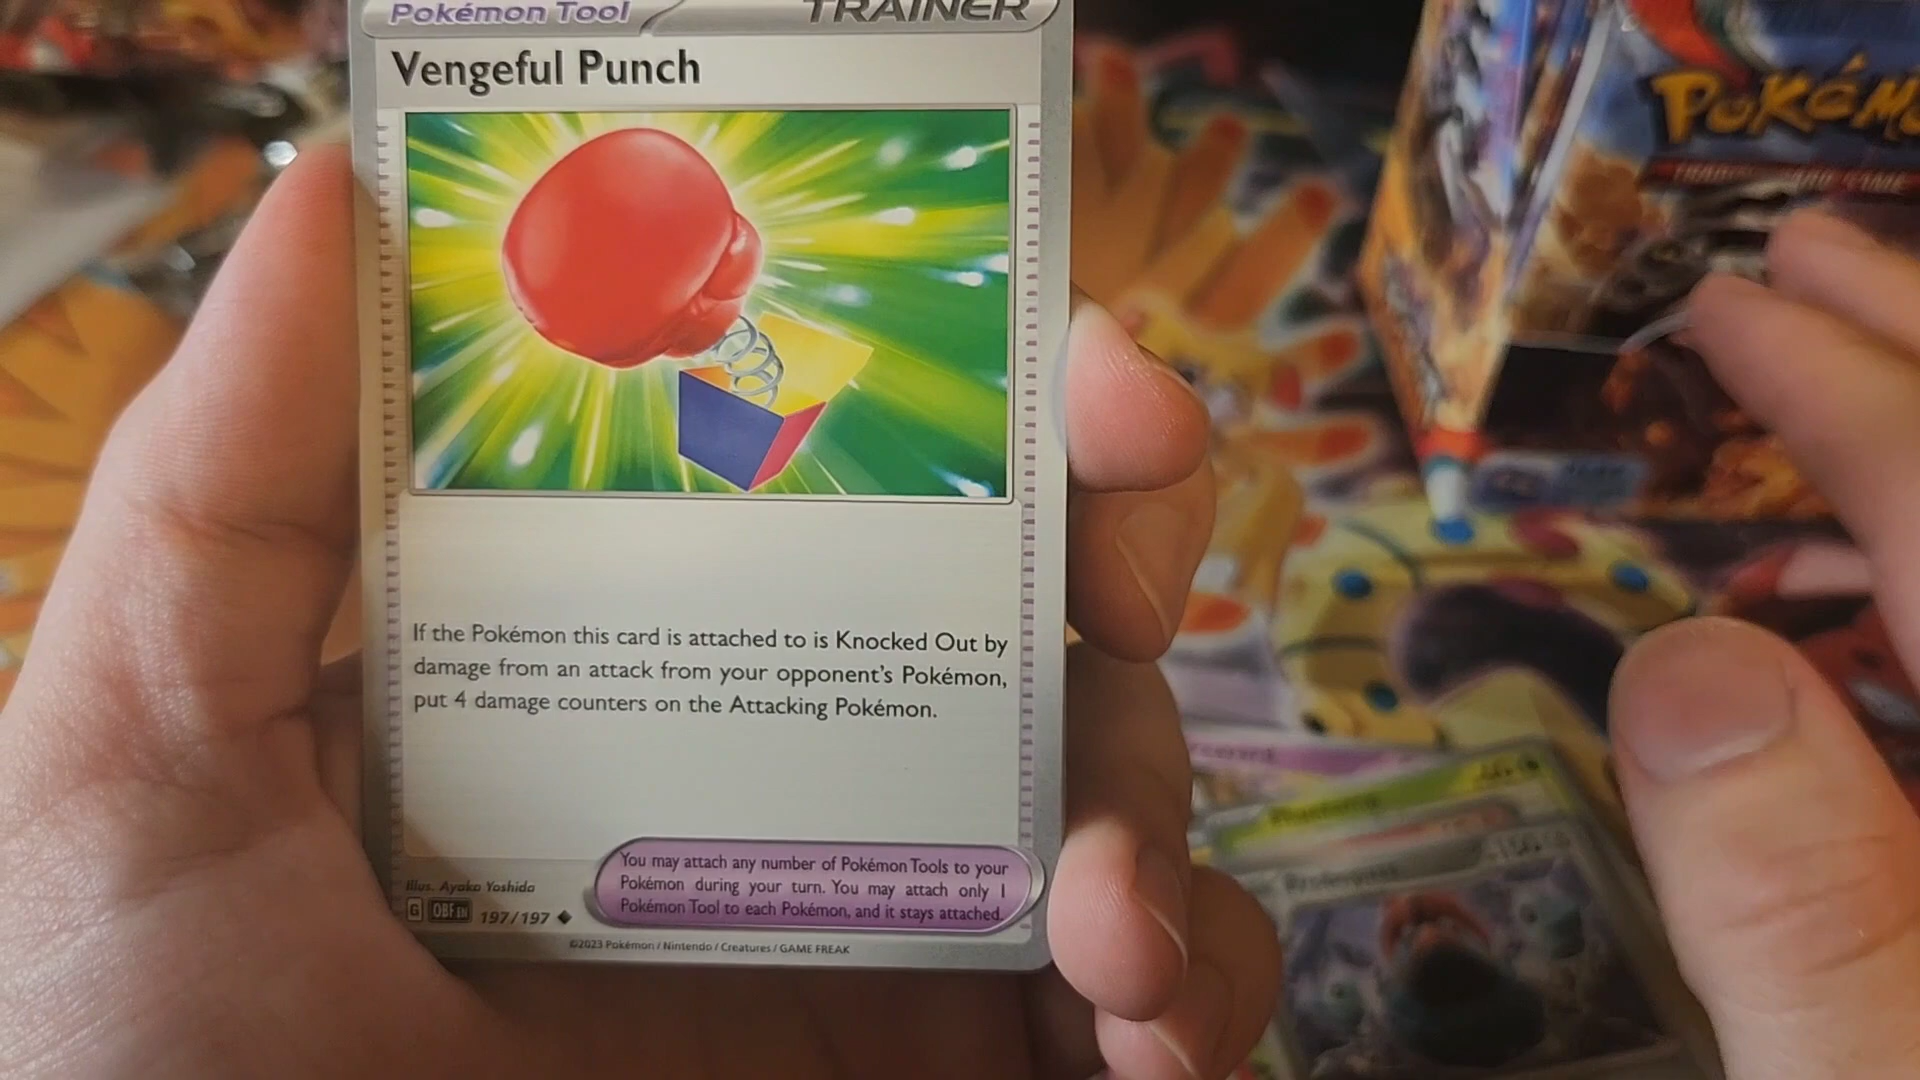 Pokémon Tool
TRAINER
Vengeful Punch
If the Pokémon this card is attached to is Knocked Out by
damage from an attack from your opponent's Pokémon,
put 4 damage counters on the Attacking Pokémon.
You may attach any number of Pokémon Tools to your
Pokémon during your turn. You may attach only 1
Pokémon Tool to each Pokémon, and it stays attached.
Illus. Ayako Yoshida
G OBF EN 197/197
©2023 Pokémon / Nintendo / Creatures / GAME FREAK